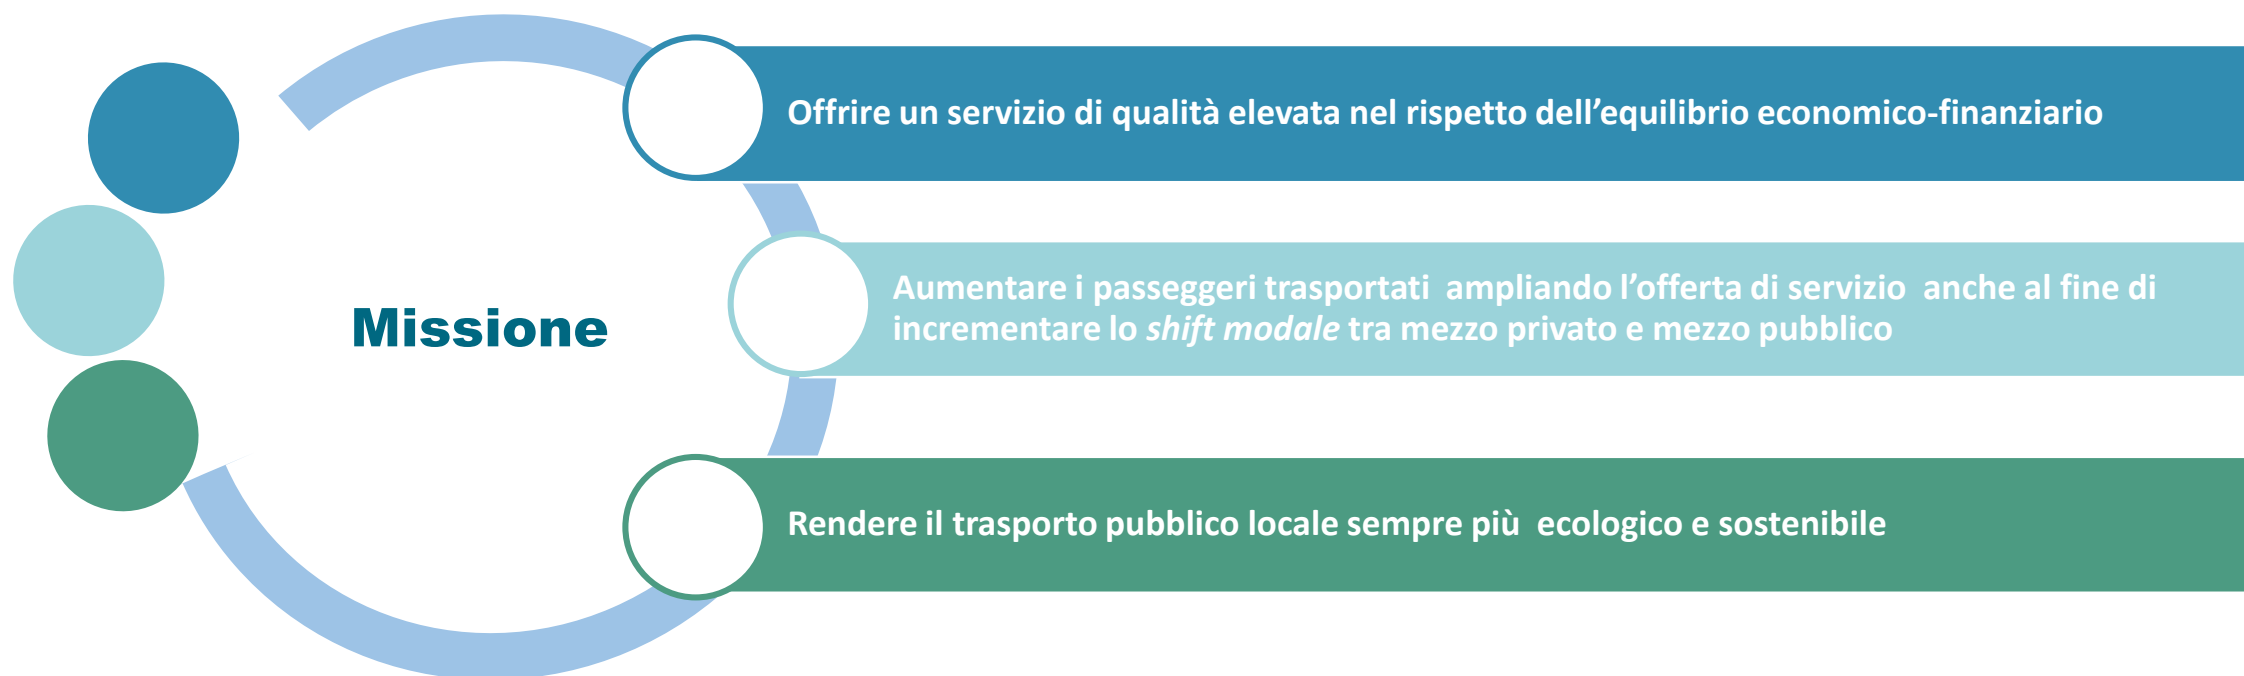 Offrire un servizio di qualità elevata nel rispetto dell’equilibrio economico-finanziario
Missione
Aumentare i passeggeri trasportati  ampliando l’offerta di servizio  anche al fine di
incrementare lo shift modale tra mezzo privato e mezzo pubblico
Rendere il trasporto pubblico locale sempre più  ecologico e sostenibile